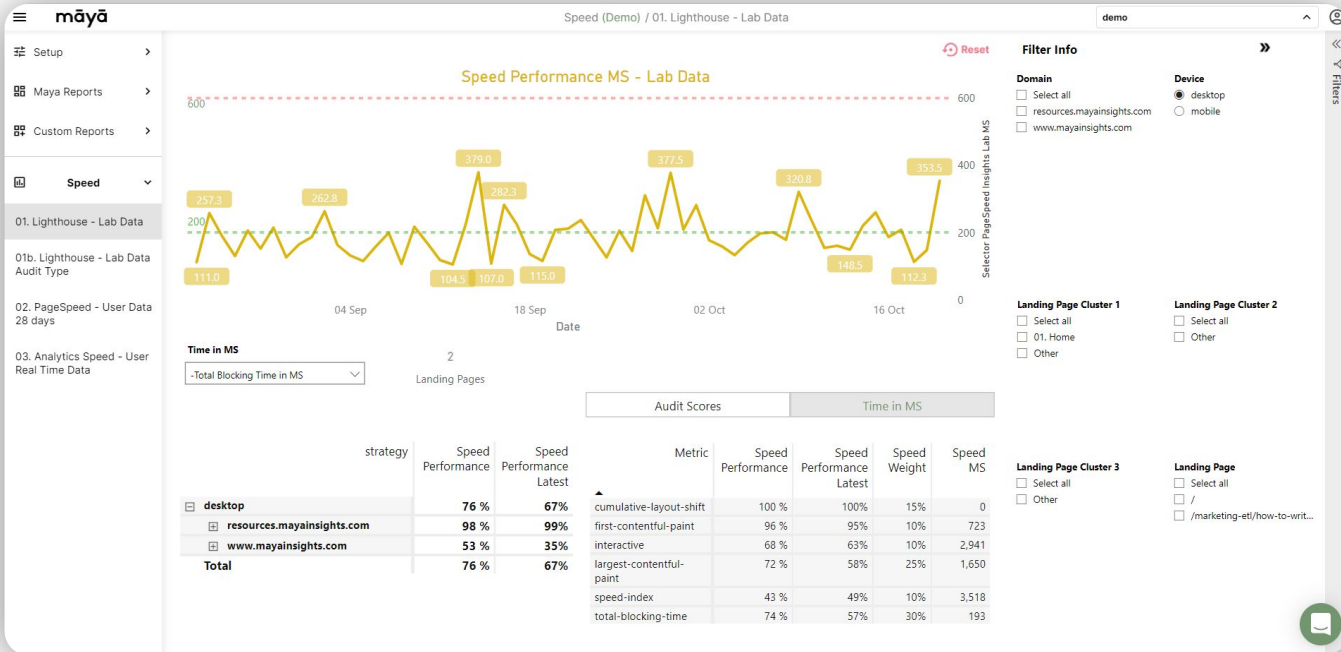 māyā
Speed (Demo) / 01. Lighthouse - Lab Data
demo
Setup
Maya Reports
Custom Reports
Speed
01. Lighthouse - Lab Data
01b. Lighthouse - Lab Data
Audit Type
02. PageSpeed - User Data
28 days
03. Analytics Speed - User
Real Time Data
Reset
Speed Performance MS - Lab Data
600
200
600
400
200
0
Selector PageSpeed Insights Lab MS
257.3
262.8
379.0
282.3
377.5
320.8
353.5
111.0
104.5
107.0
115.0
148.5
112.3
04 Sep
18 Sep
02 Oct
16 Oct
Date
Time in MS
-Total Blocking Time in MS
2
Landing Pages
Audit Scores
Time in MS
strategy
Speed
Performance
Speed
Performance
Latest
desktop 76 % 67%
resources.mayainsights.com 98 % 99%
www.mayainsights.com 53 % 35%
Total 76 % 67%
Metric
Speed
Performance
Speed
Performance
Latest
Speed
Weight
Speed
MS
cumulative-layout-shift 100 % 100% 15% 0
first-contentful-paint 96 % 95% 10% 723
interactive 68 % 63% 10% 2,941
largest-contentful- 72 % 58% 25% 1,650
paint
speed-index 43 % 49% 10% 3,518
total-blocking-time 74 % 57% 30% 193
Filter Info
Domain
Select all
resources.mayainsights.com
www.mayainsights.com
Device
desktop
mobile
Landing Page Cluster 1
Select all
01. Home
Other
Landing Page Cluster 2
Select all
Other
Landing Page Cluster 3
Select all
Other
Landing Page
Select all
/
/marketing-etl/how-to-writ...
Filters